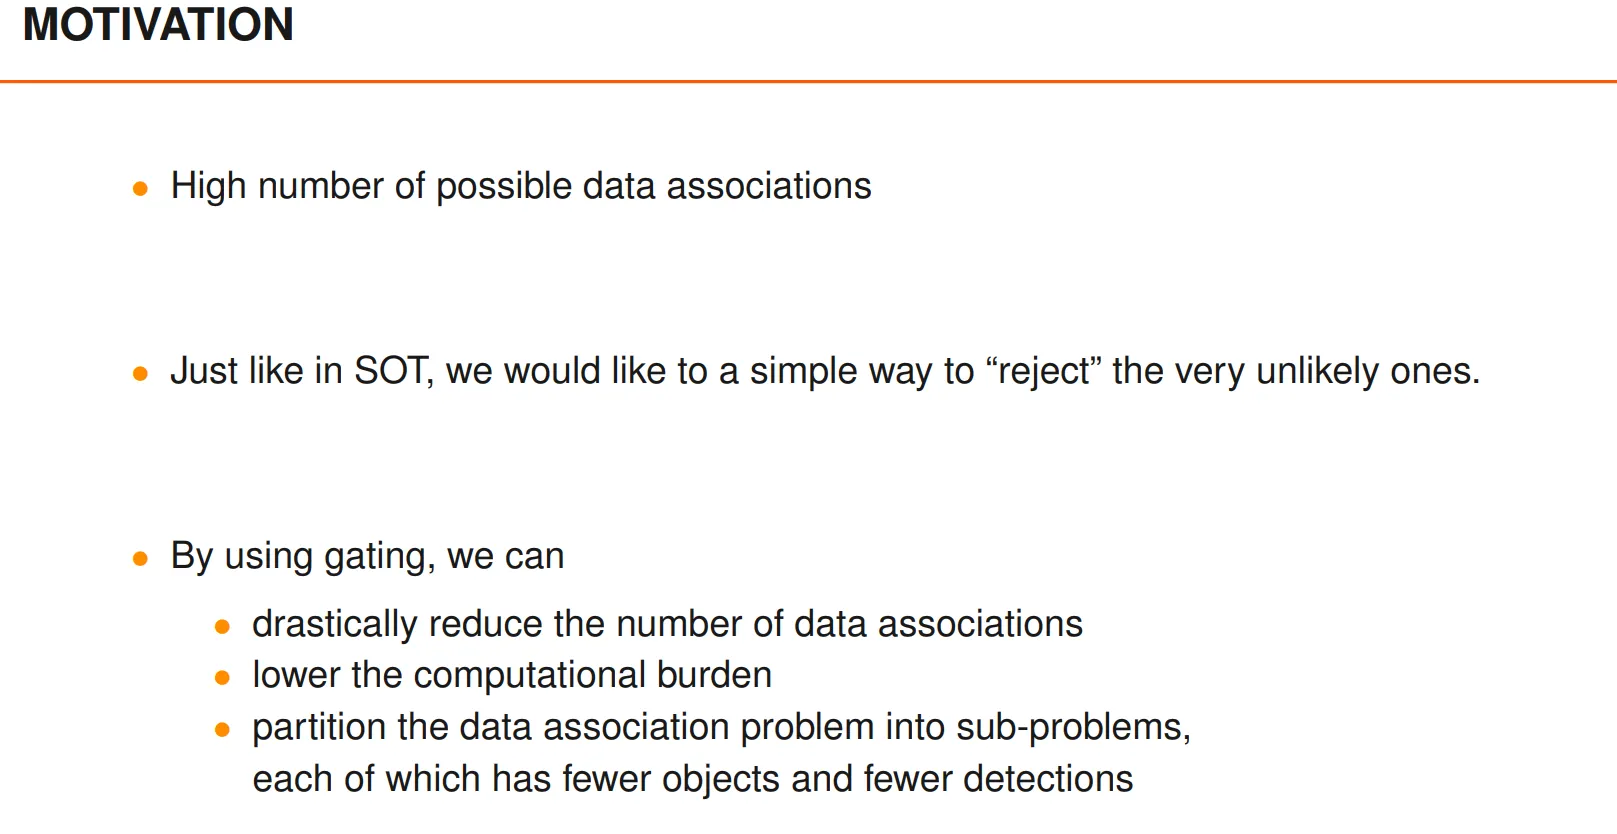 MOTIVATION
High number of possible data associations
Just like in SOT, we would like to a simple way to “reject” the very unlikely ones.
By using gating, we can
drastically reduce the number of data associations
lower the computational burden
partition the data association problem into sub-problems,
each of which has fewer objects and fewer detections